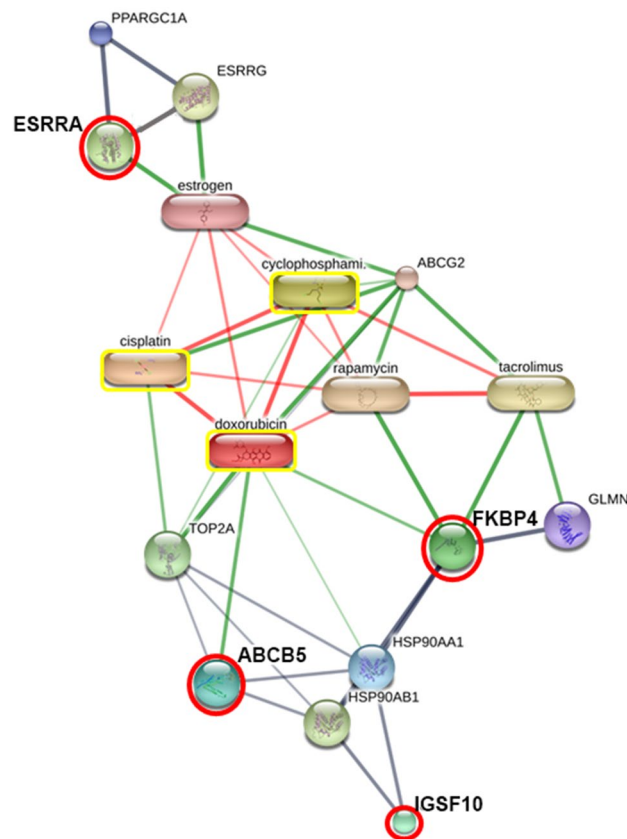 PPARGC1A
ESRRG
ESRRA
estrogen
cyclophosphami.
ABCG2
cisplatin
rapamycin
tacrolimus
doxorubicin
GLMN
FKBP4
TOP2A
HSP90AA1
ABCB5
HSP90AB1
IGSF10